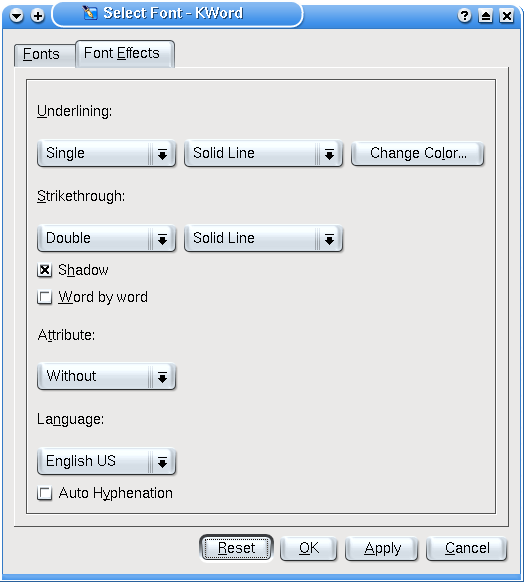 Select Font - KWord
Fonts Font Effects
Underlining:
Single Solid Line Change Color...
Strikethrough:
Double Solid Line
Shadow
Word by word
Attribute:
Without
Language:
English US
Auto Hyphenation
Reset OK Apply Cancel